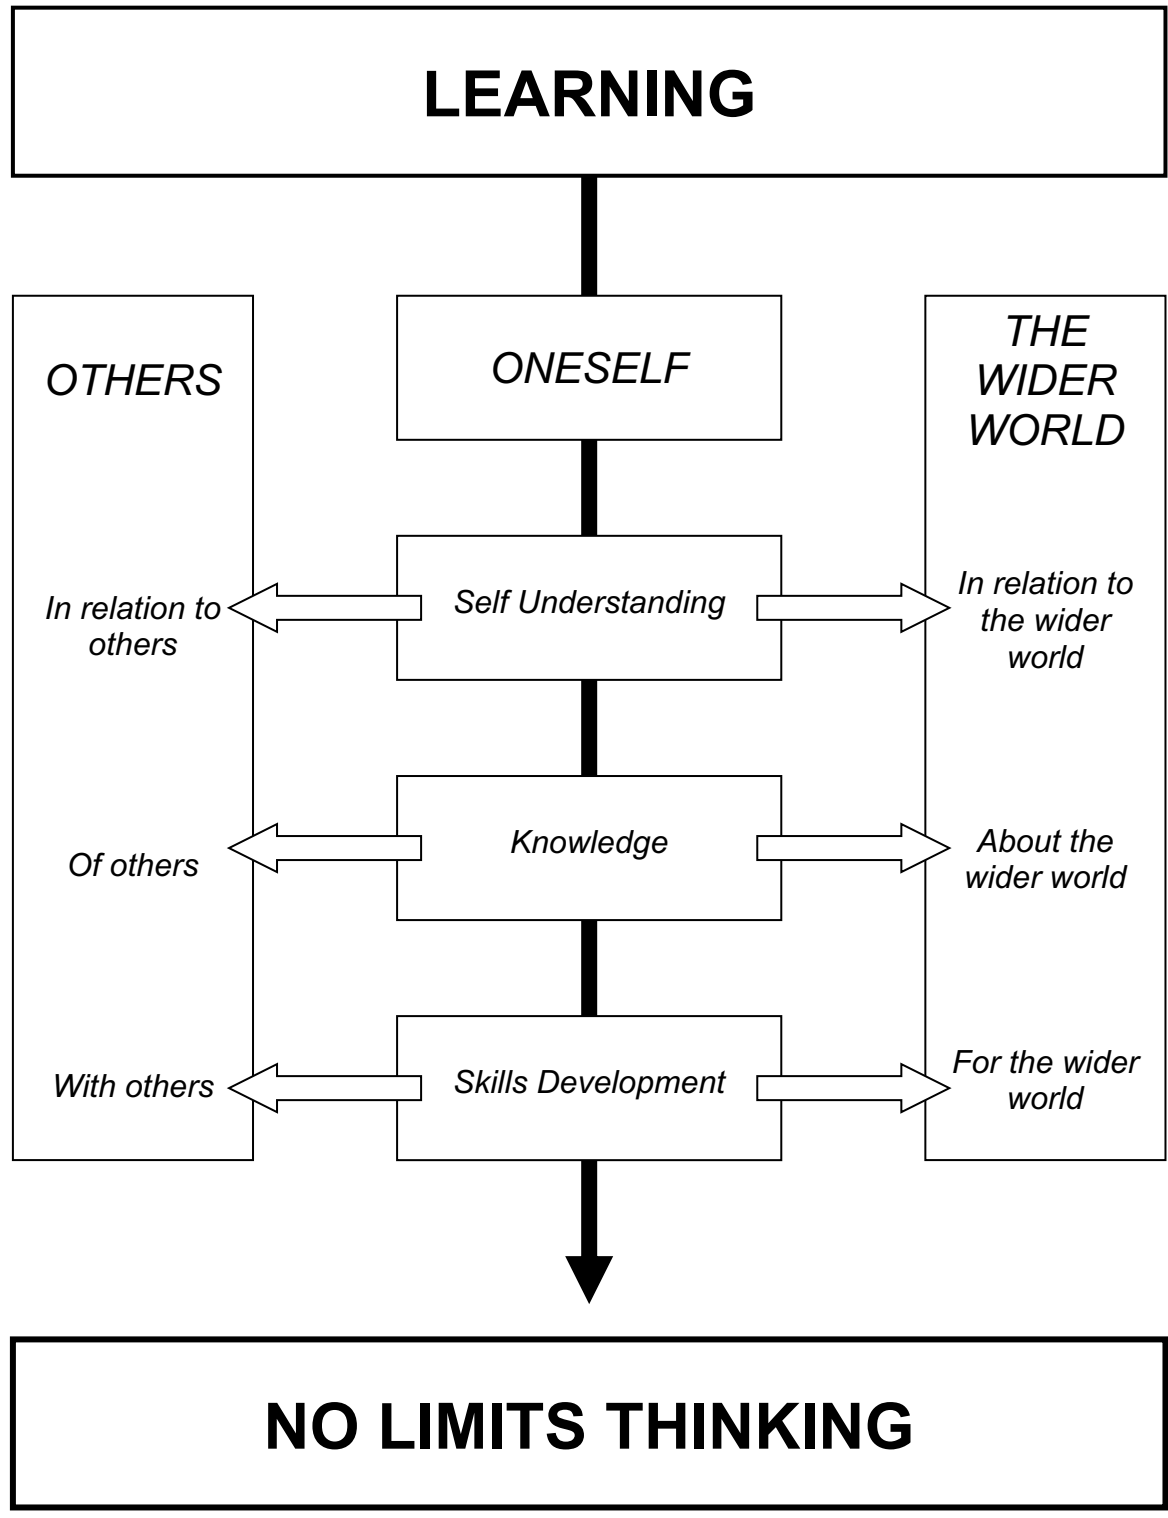 LEARNING
OTHERS
ONESELF
THE
WIDER
WORLD
In relation to
others
Self Understanding
In relation to
the wider
world
Of others
Knowledge
About the
wider world
With others
Skills Development
For the wider
world
NO LIMITS THINKING